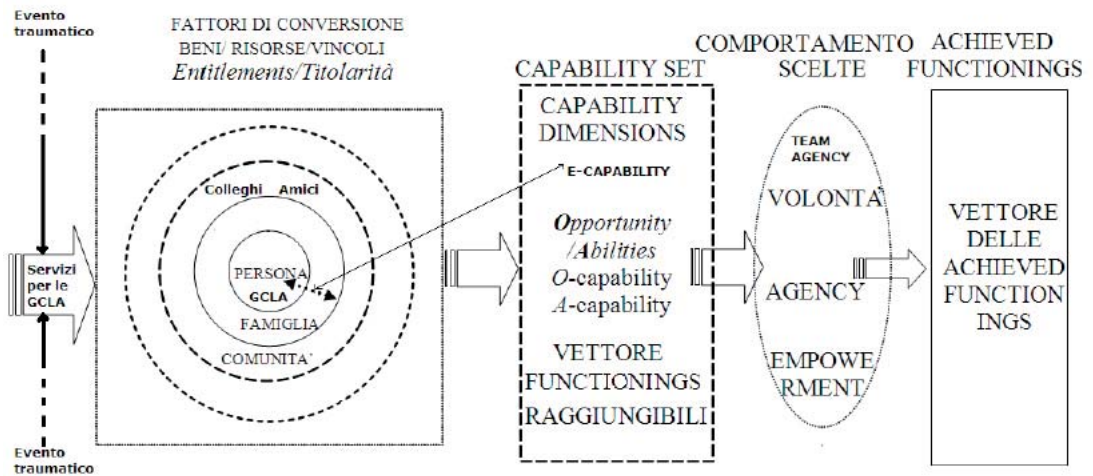 Evento
traumatico
FATTORI DI CONVERSIONE
BENI/ RISORSE/VINCOLI
Entitlements/Titolarità
Servizi
per le
GCLA
Evento
traumatico
Colleghi Amici
PERSONA
GCLA
FAMIGLIA
COMUNITA`
CAPABILITY SET
CAPABILITY
DIMENSIONS
E-CAPABILITY
Opportunity
/Abilities
O-capability
A-capability
VETTORE
FUNCTIONINGS
RAGGIUNGIBILI
COMPORTAMENTO
SCELTE
TEAM
AGENCY
VOLONTA`
AGENCY
EMPOWE
RMENT
ACHIEVED
FUNCTIONINGS
VETTORE
DELLE
ACHIEVED
FUNCTION
INGS